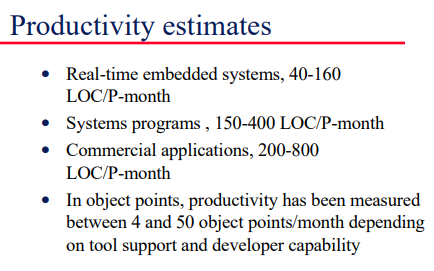 Productivity estimates
• Real-time embedded systems, 40-160
LOC/P-month
• Systems programs , 150-400 LOC/P-month
• Commercial applications, 200-800
LOC/P-month
• In object points, productivity has been measured
between 4 and 50 object points/month depending
on tool support and developer capability